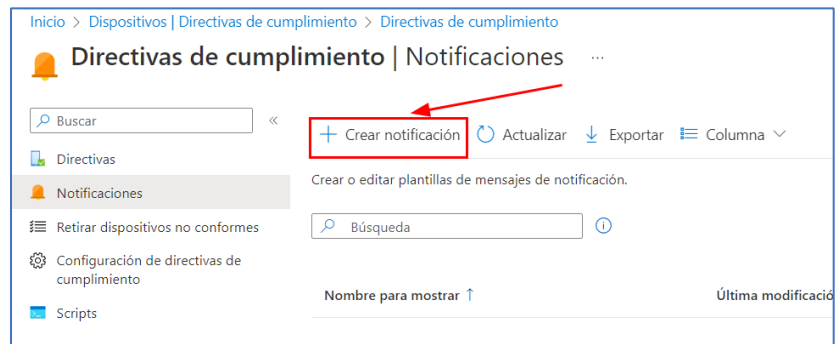 Inicio > Dispositivos | Directivas de cumplimiento > Directivas de cumplimiento
Directivas de cumplimiento | Notificaciones ...
Buscar
«
Directivas
Notificaciones
Retirar dispositivos no conformes
Configuración de directivas de
cumplimiento
Scripts
Crear notificación Actualizar Exportar Columna
Crear o editar plantillas de mensajes de notificación.
Búsqueda
Nombre para mostrar ↑ Última modificació